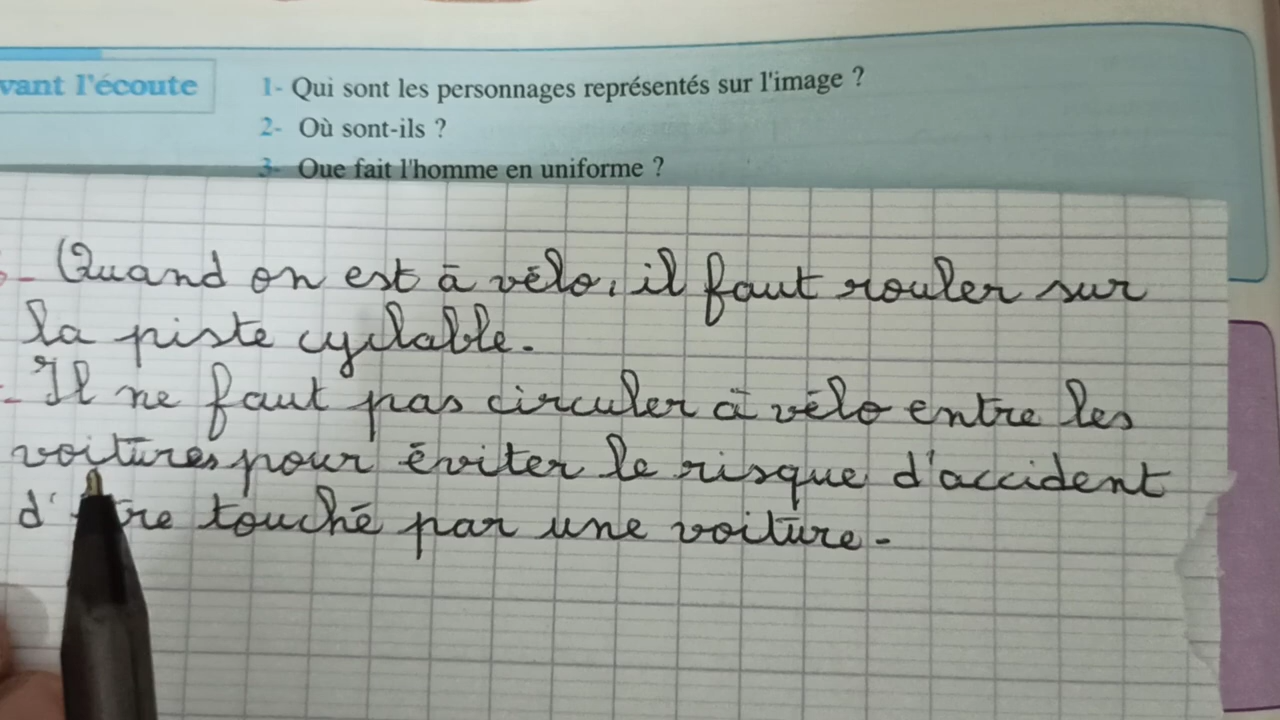 vant l'écoute
1- Qui sont les personnages représentés sur l'image ?
2- Où sont-ils ?
3- Que fait l'homme en uniforme ?
- Quand on est à vélo, il faut rouler sur
la piste cyclable.
- Il ne faut pas circuler à vélo entre les
voitures pour éviter le risque d'accident
d' touché par une voiture.